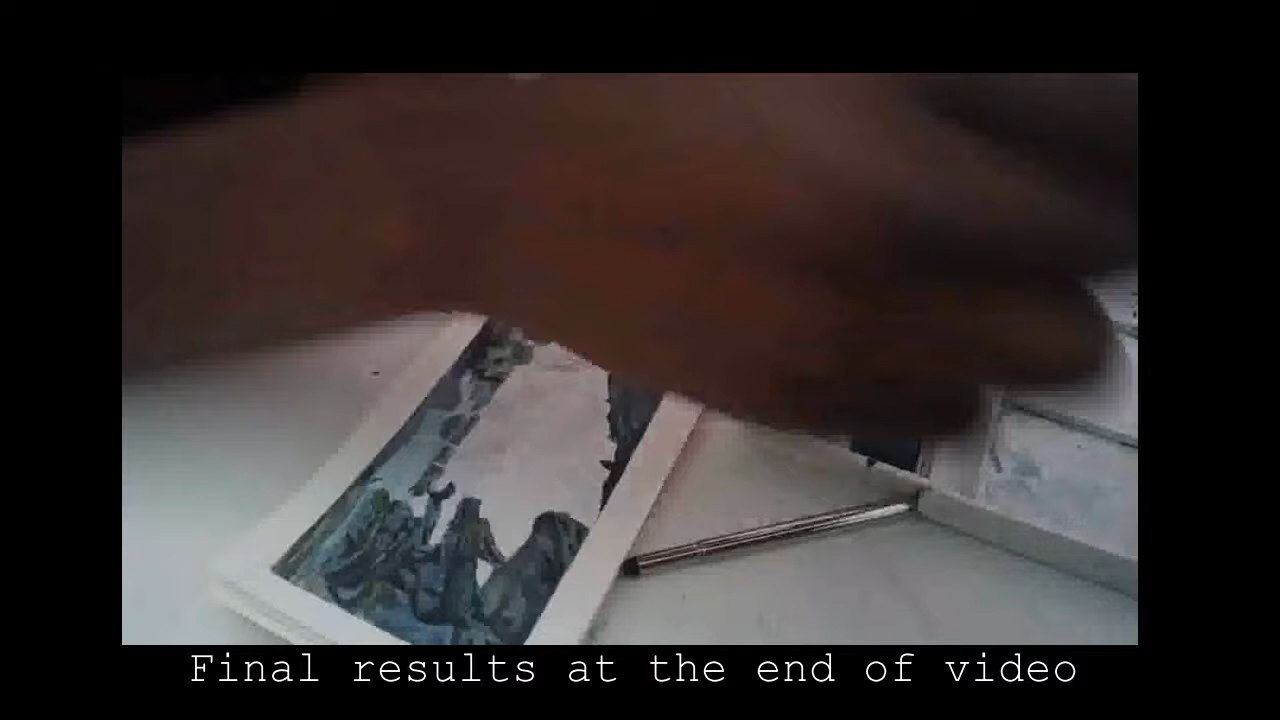 Final results at the end of video